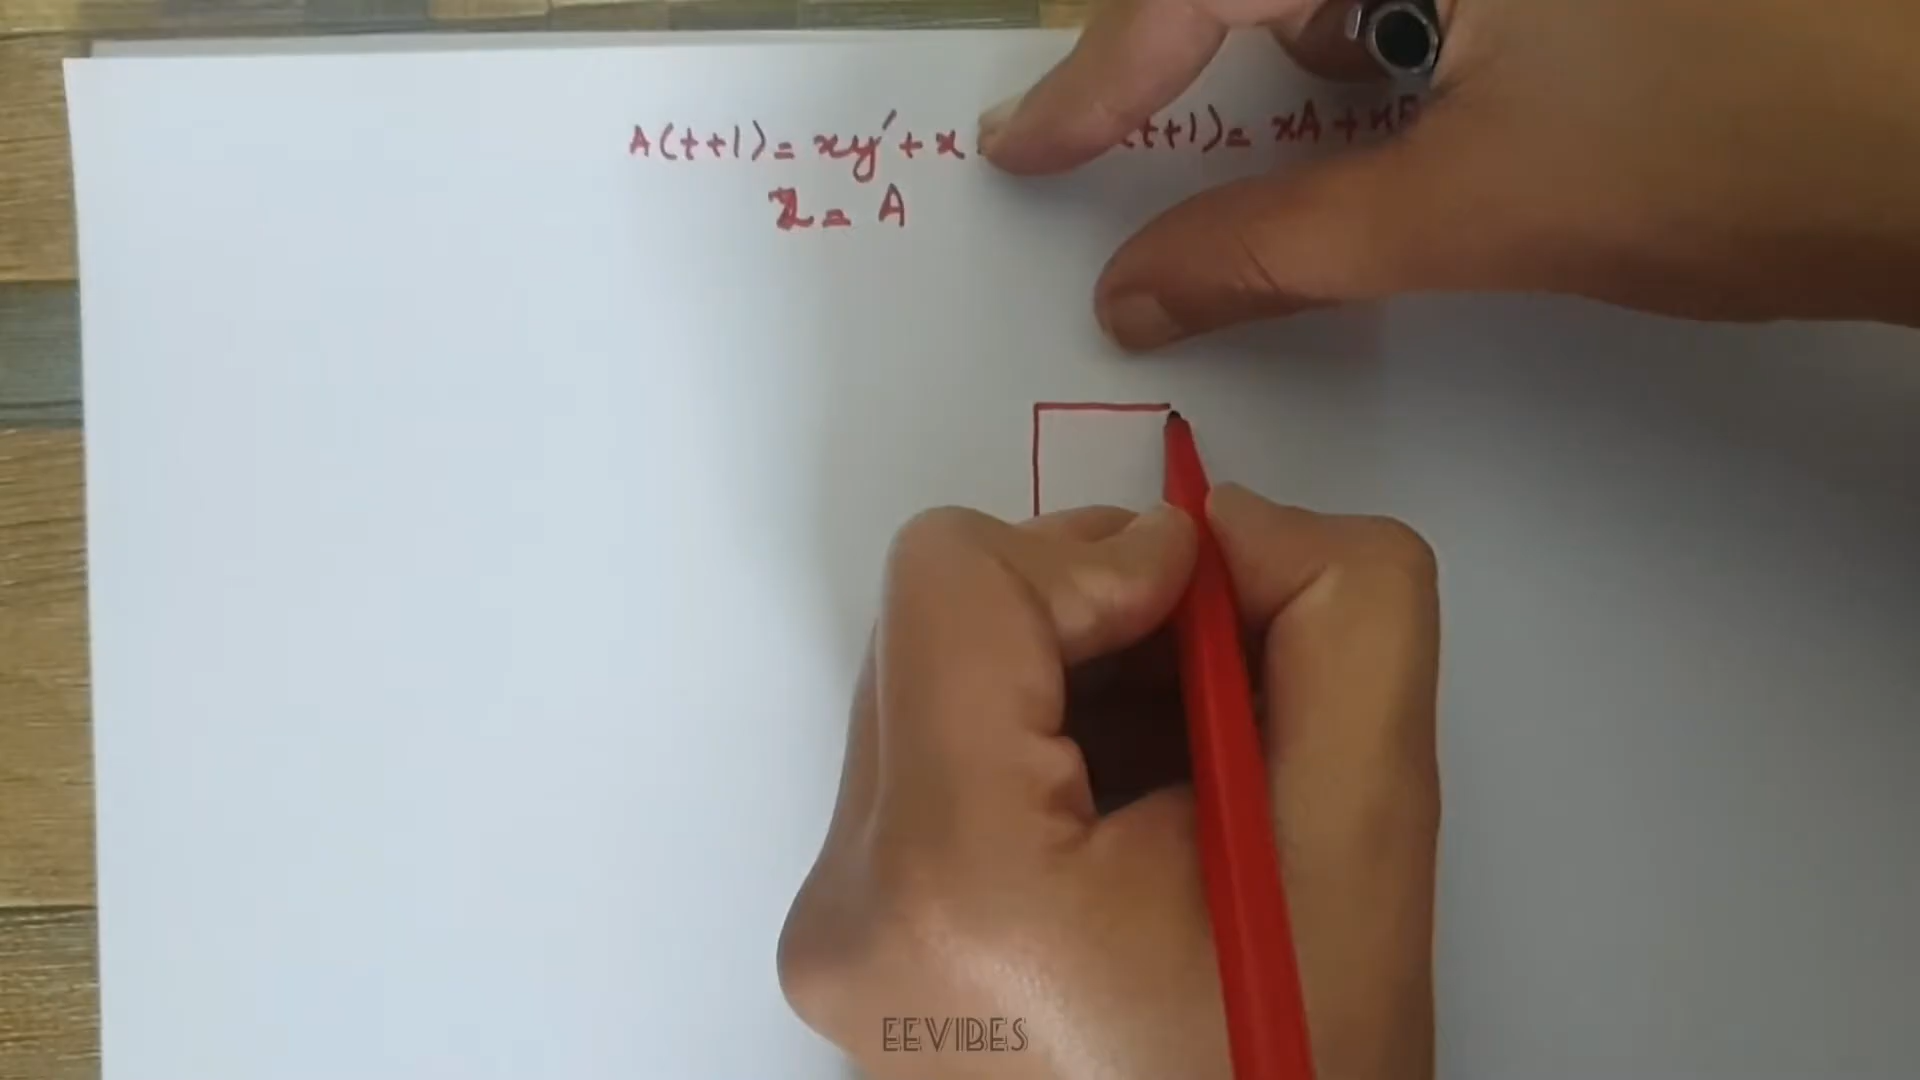 A(t+1) = xy' + x (t+1) = xA + x
z = A
EEVIBES